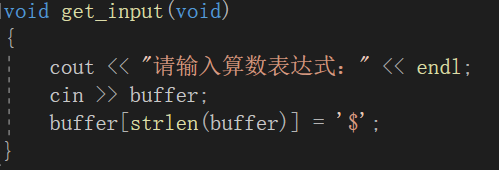 void get_input(void)
{
cout << "请输入算数表达式：" << endl;
cin >> buffer;
buffer[strlen(buffer)] = '$';
}